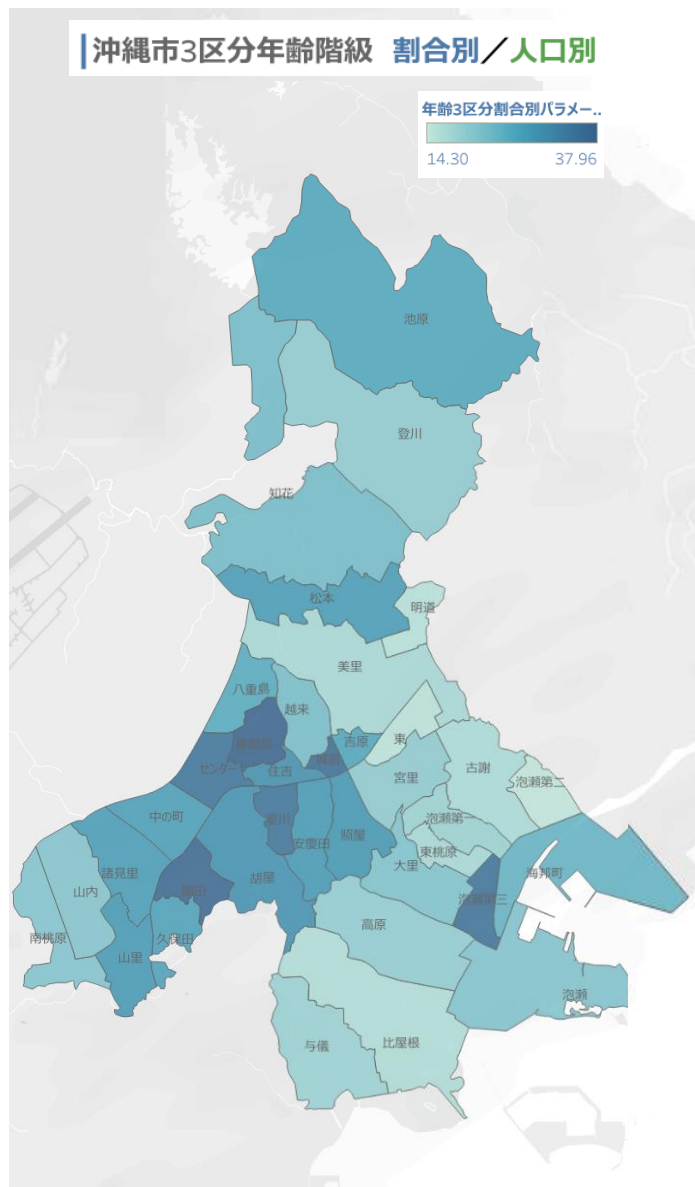 沖縄市3区分年齢階級 割合別／人口別
年齢3区分割合別パラメー..
14.30 37.96
池原
登川
知花
松本
明道
美里
八重島
越来
吉原
東
センター
住吉
宮里
古謝
泡瀬第二
中の町
室川
安慶田
照屋
泡瀬第一
東桃原
大里
海邦町
諸見里
山内
園田
胡屋
泡瀬第三
南桃原
山里
久保田
高原
泡瀬
与儀
比屋根